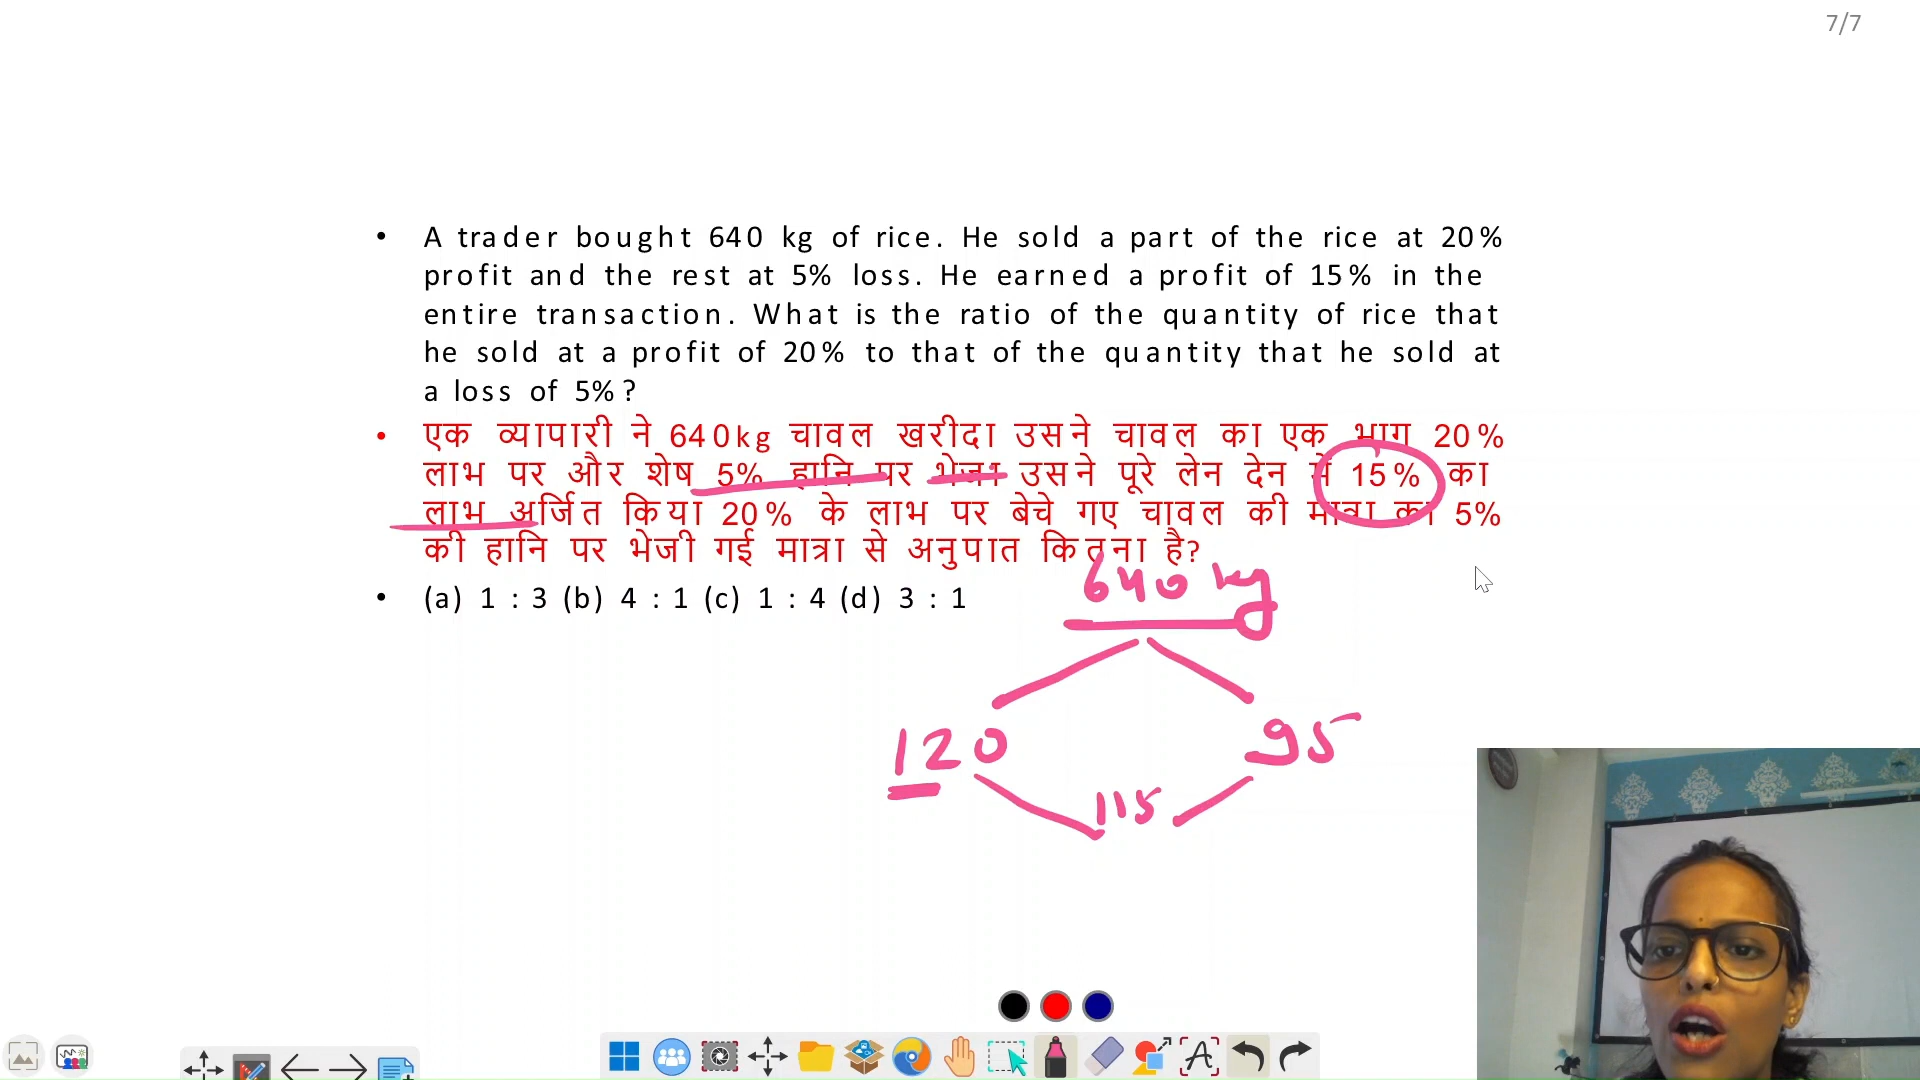 7/7
• A trader bought 640 kg of rice. He sold a part of the rice at 20%
profit and the rest at 5% loss. He earned a profit of 15% in the
entire transaction. What is the ratio of the quantity of rice that
he sold at a profit of 20% to that of the quantity that he sold at
a loss of 5%?
• एक व्यापारी ने 640kg चावल खरीदा उसने चावल का एक भाग 20%
लाभ पर और शेष 5% हानि पर भेजा उसने पूरे लेन देन में 15% का
लाभ अर्जित किया 20% के लाभ पर बेचे गए चावल की मात्रा का 5%
की हानि पर भेजी गई मात्रा से अनुपात कितना है?
• (a) 1 : 3 (b) 4 : 1 (c) 1 : 4 (d) 3 : 1
640 kg
120 95
115